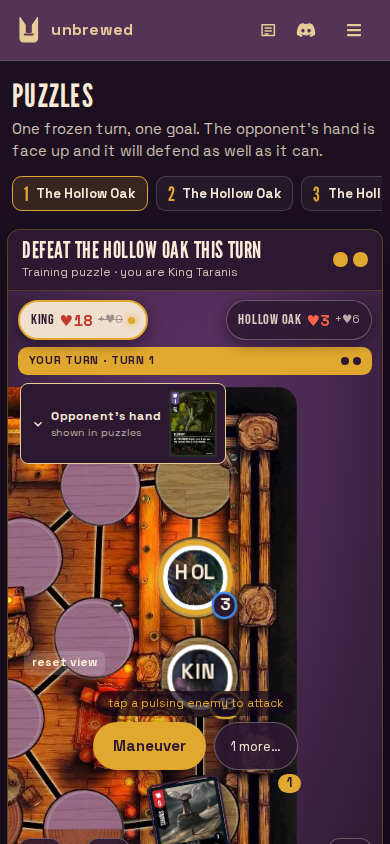 unbrewed
PUZZLES
One frozen turn, one goal. The opponent's hand is
face up and it will defend as well as it can.
1 The Hollow Oak
2 The Hollow Oak
3 The Holl
DEFEAT THE HOLLOW OAK THIS TURN
Training puzzle · you are King Taranis
KING ♥18 +♥0
HOLLOW OAK ♥3 +♥6
YOUR TURN · TURN 1
Opponent's hand
shown in puzzles
HOL
3
KIN
reset view
tap a pulsing enemy to attack
Maneuver
1 more...
1